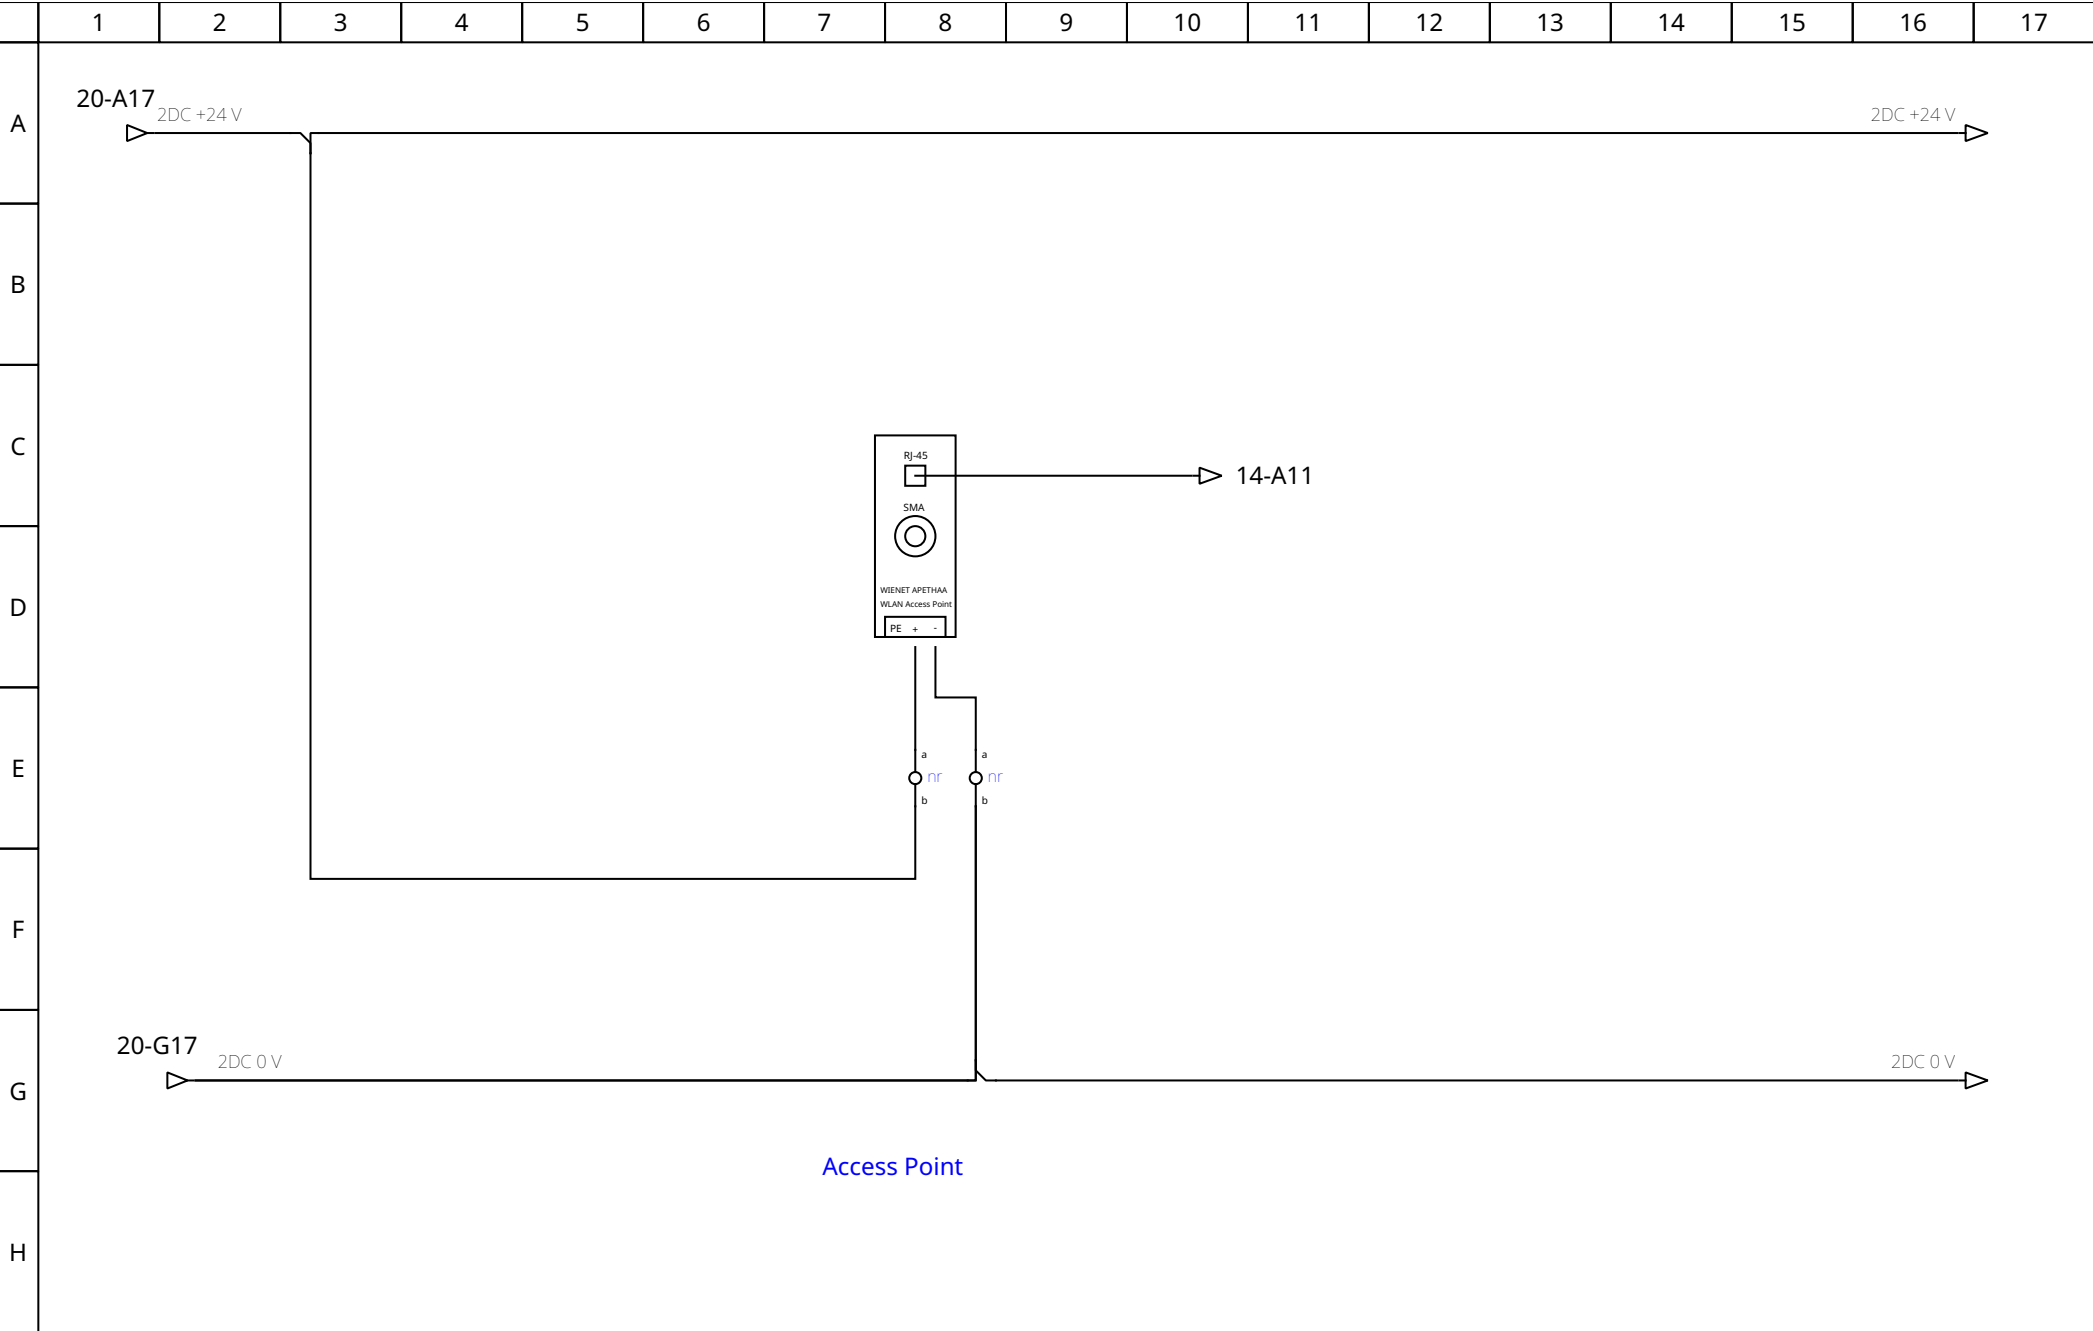 1 2 3 4 5 6 7 8 9 10 11 12 13 14 15 16 17
A
20-A17
2DC +24 V
2DC +24 V
B
C
RJ-45
14-A11
SMA
D
WIENET APETHAA
WLAN Access Point
PE + -
E
a a
nr nr
b b
F
20-G17
2DC 0 V
2DC 0 V
G
Access Point
H